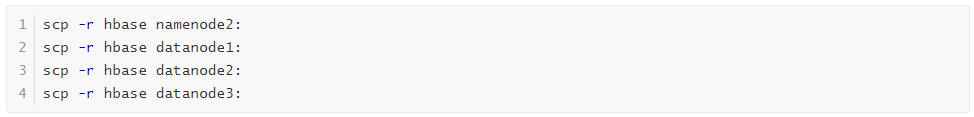 1 scp -r hbase namenode2:
2 scp -r hbase datanode1:
3 scp -r hbase datanode2:
4 scp -r hbase datanode3: